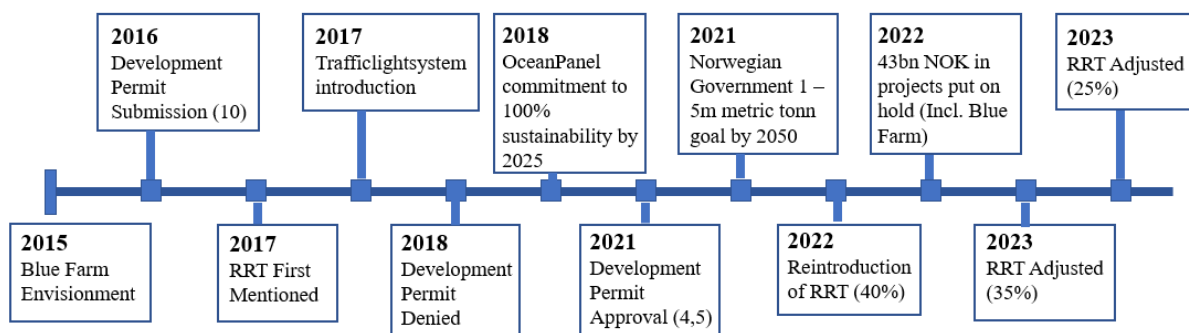 2016
Development
Permit
Submission (10)
2017
Trafficlightsystem
introduction
2018
OceanPanel
commitment to
100%
sustainability by
2025
2021
Norwegian
Government 1 –
5m metric tonn
goal by 2050
2022
43bn NOK in
projects put on
hold (Incl. Blue
Farm)
2023
RRT Adjusted
(25%)
2015
Blue Farm
Envisionment
2017
RRT First
Mentioned
2018
Development
Permit
Denied
2021
Development
Permit
Approval (4,5)
2022
Reintroduction
of RRT (40%)
2023
RRT Adjusted
(35%)